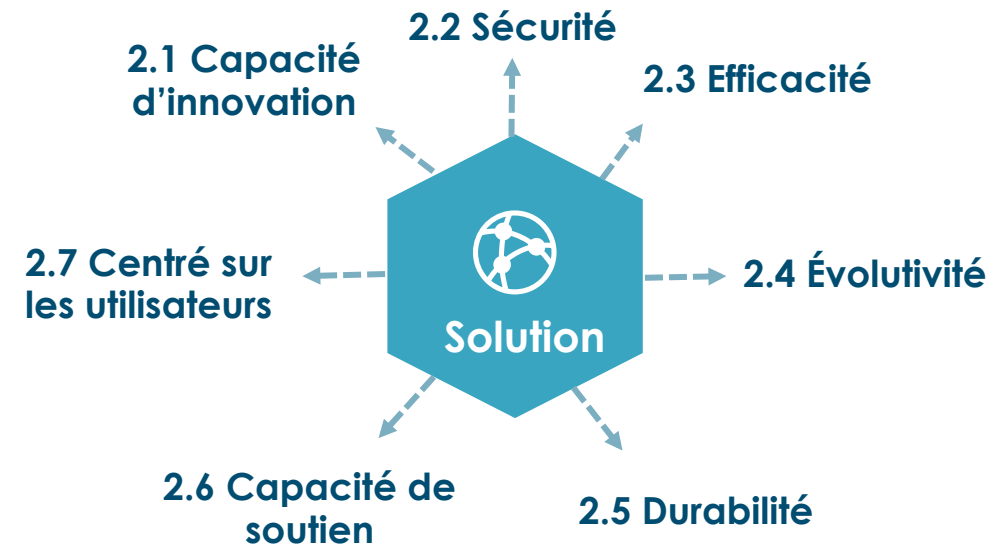 2.1 Capacité
d’innovation
2.2 Sécurité
2.3 Efficacité
2.4 Évolutivité
2.5 Durabilité
2.6 Capacité de
soutien
2.7 Centré sur
les utilisateurs
Solution